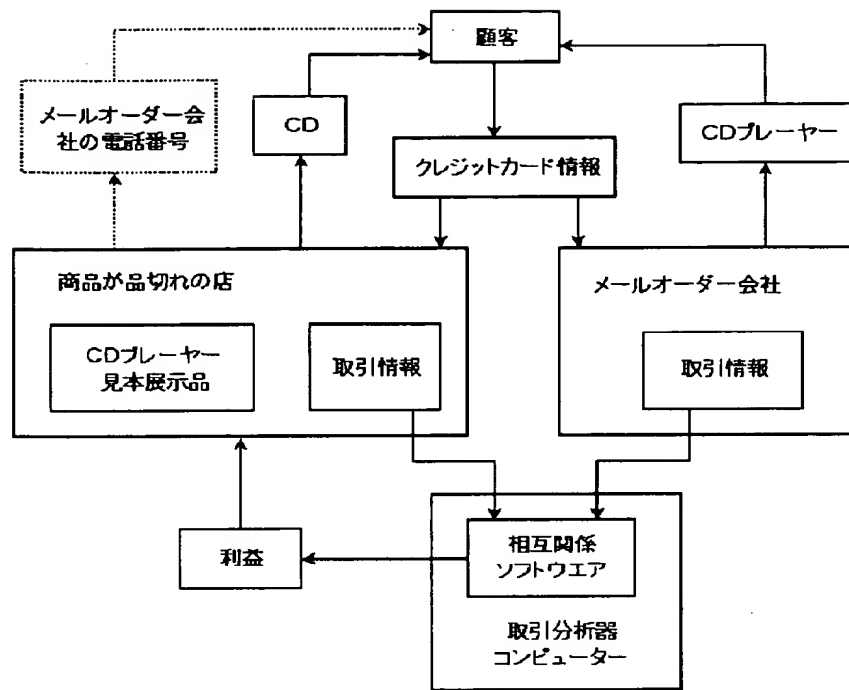 顧客
メールオーダー会
社の電話番号
CD
CDプレーヤー
クレジットカード情報
商品が品切れの店
メールオーダー会社
CDプレーヤー
見本展示品
取引情報
取引情報
利益
相互関係
ソフトウエア
取引分析器
コンピューター